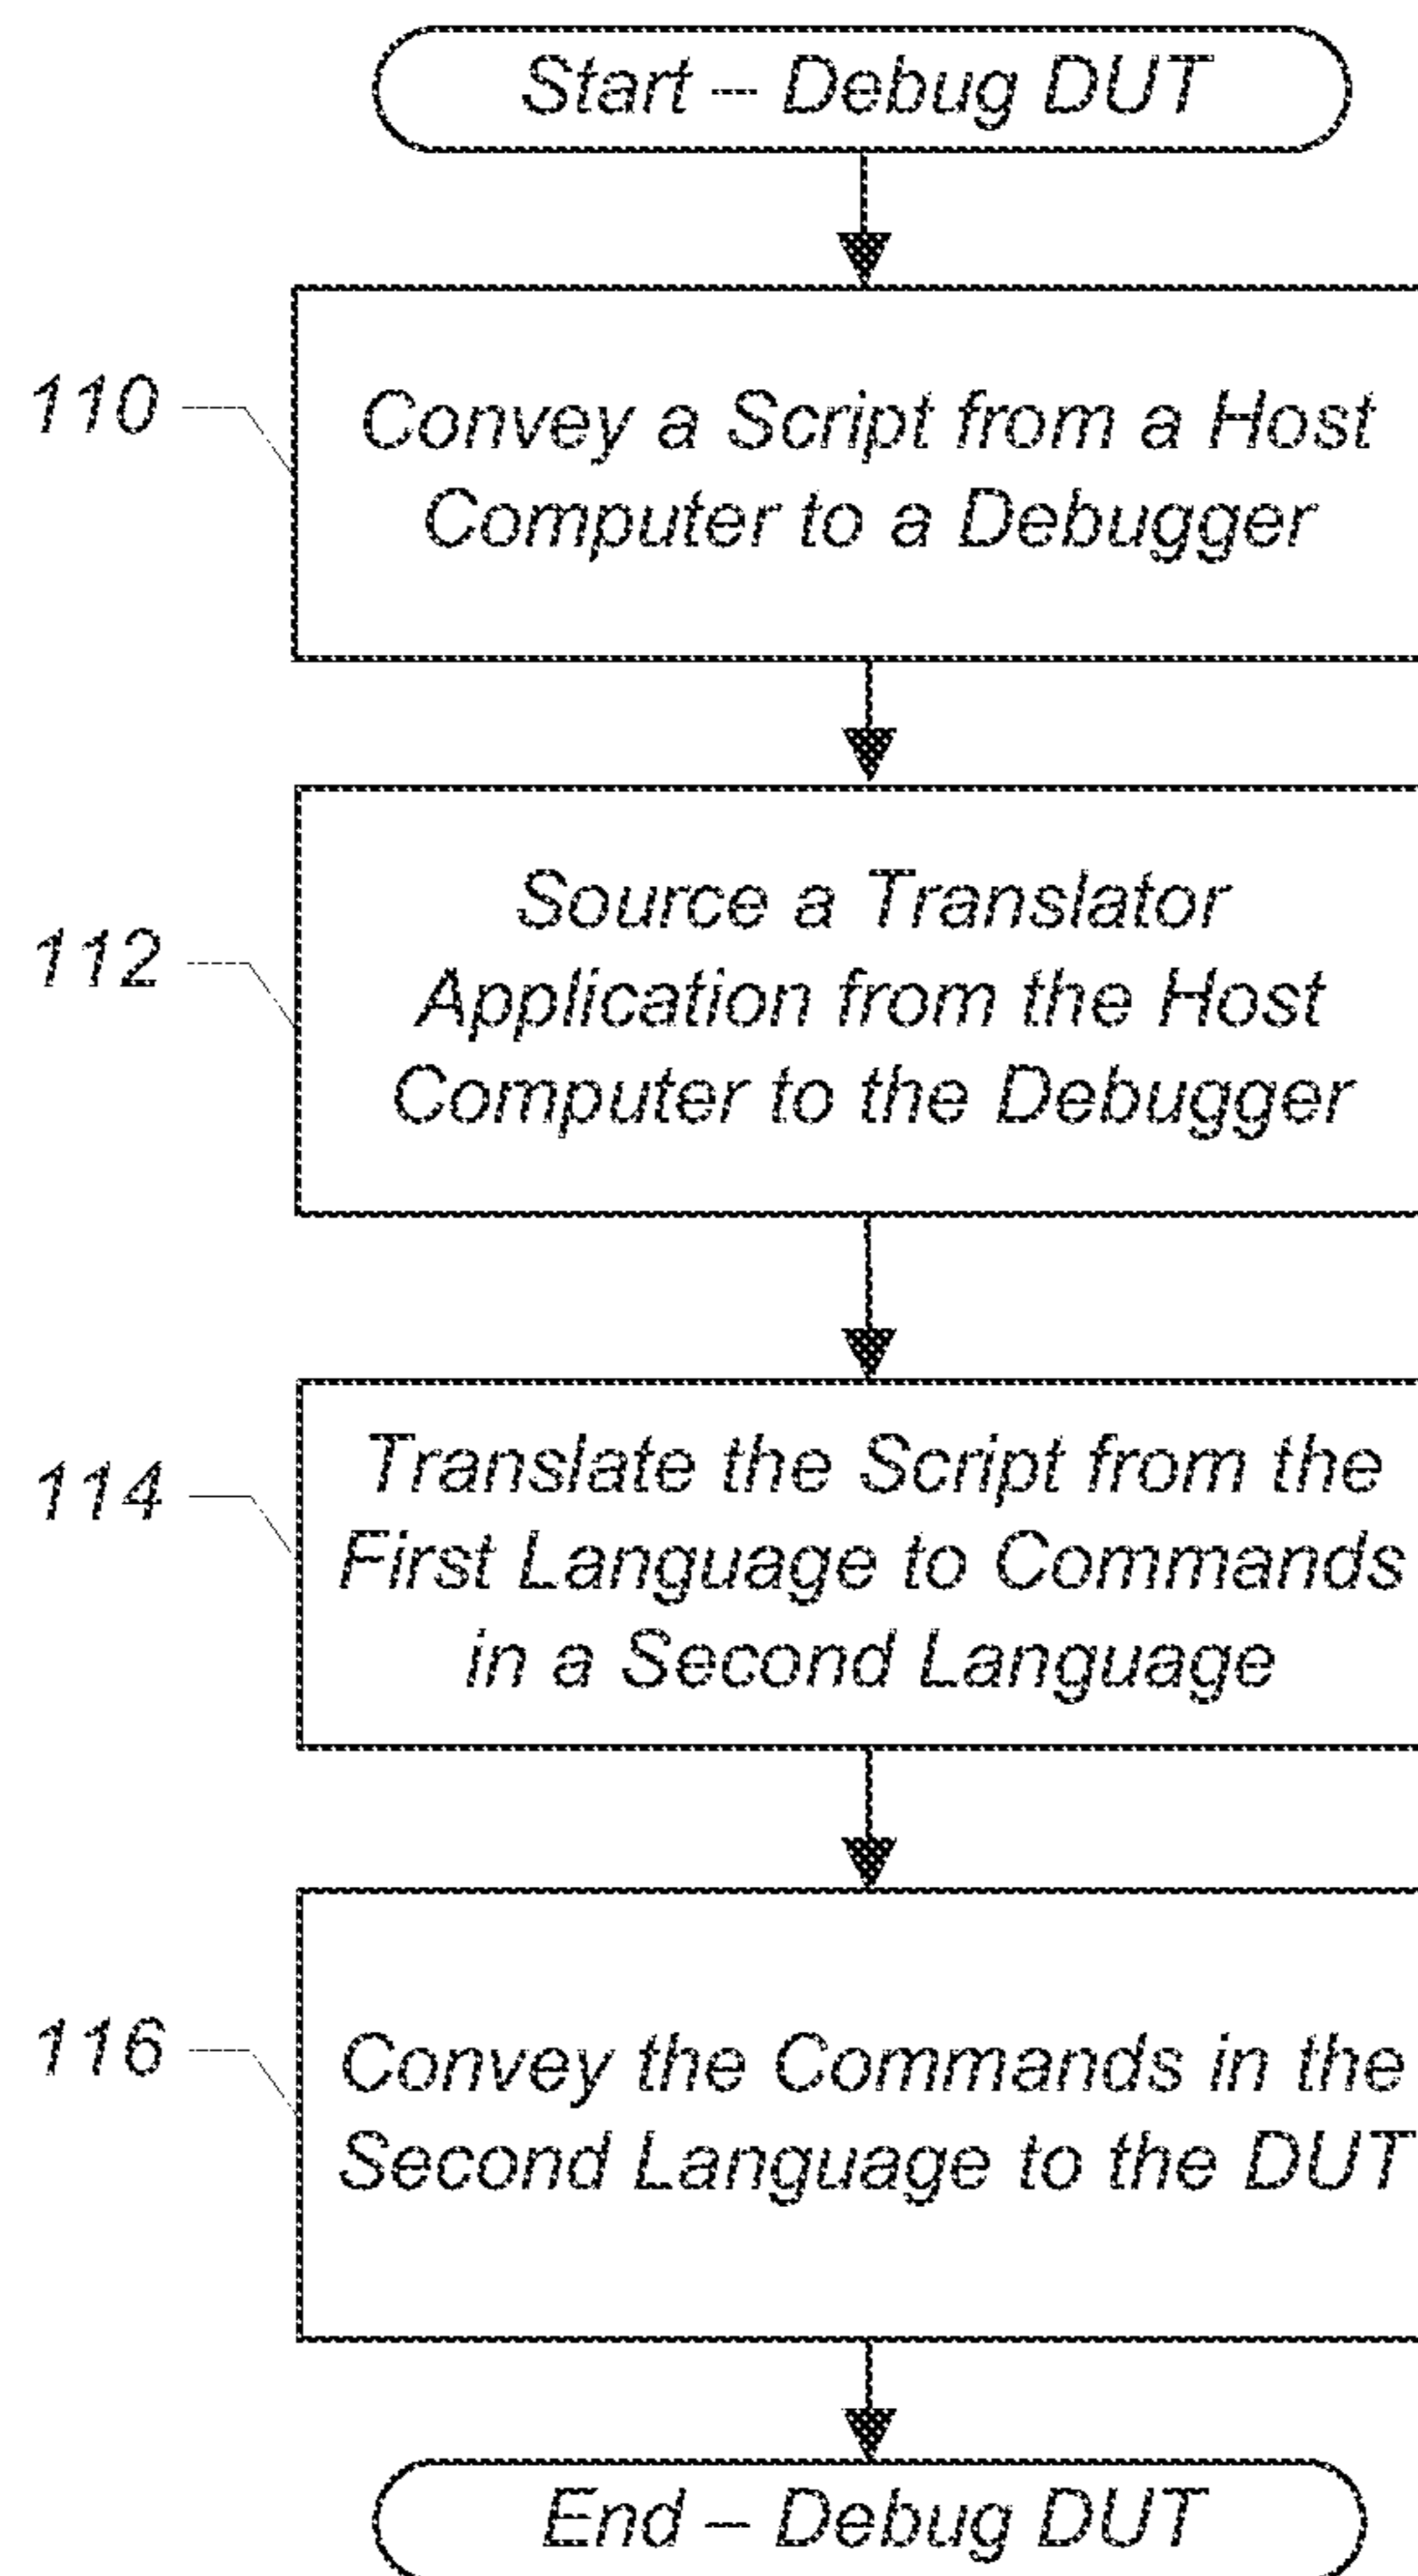 Start – Debug DUT
110
Convey a Script from a Host
Computer to a Debugger
112
Source a Translator
Application from the Host
Computer to the Debugger
114
Translate the Script from the
First Language to Commands
in a Second Language
116
Convey the Commands in the
Second Language to the DUT
End – Debug DUT